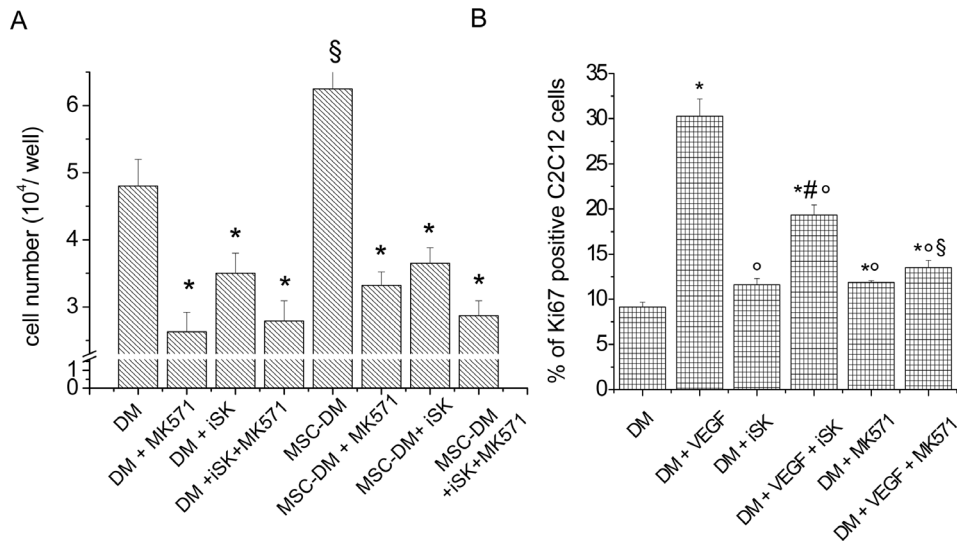 A
§
6
5
4
3
2
1
0
cell number (10⁴/ well)
*
*
*
*
*
*
DM
DM + MK571
DM + iSK
DM +iSK+MK571
MSC-DM
MSC-DM + MK571
MSC-DM+ iSK
MSC-DM
+iSK+MK571
B
35
30
25
20
15
10
5
0
% of Ki67 positive C2C12 cells
*
°
*#°
*°
*°§
DM
DM + VEGF
DM + iSK
DM + VEGF + iSK
DM + MK571
DM + VEGF + MK571